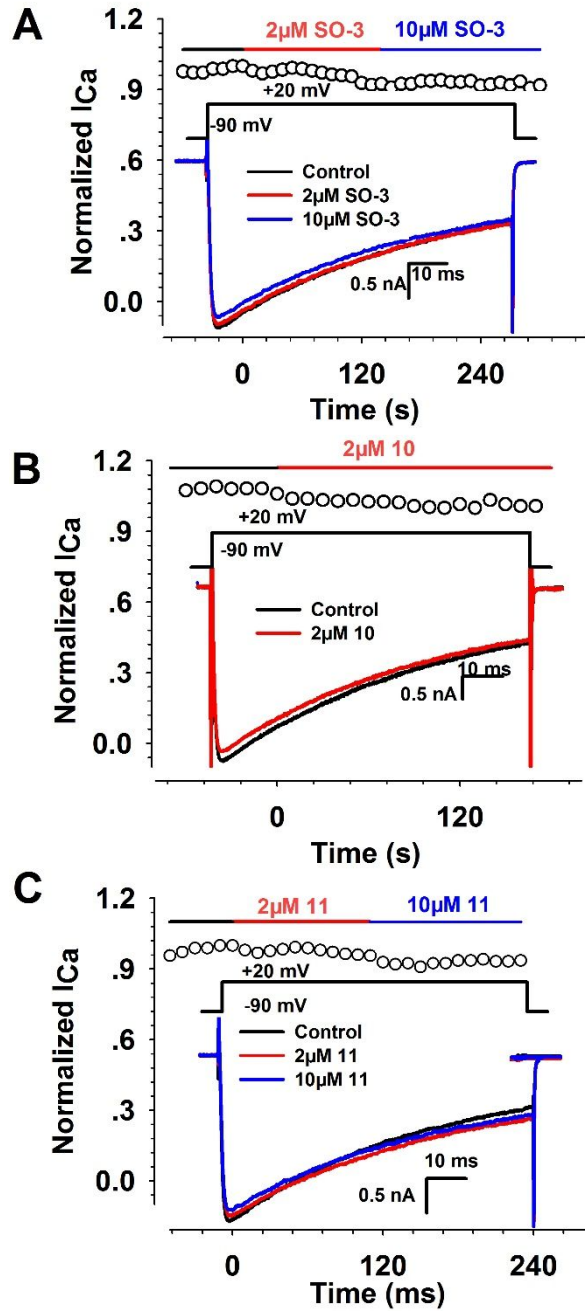 A
2µM SO-3 10µM SO-3
1.2
.9
.6
.3
0.0
Normalized ICa
+20 mV
-90 mV
Control
2µM SO-3
10µM SO-3
0.5 nA 10 ms
0 120 240
Time (s)
B
2µM 10
1.2
.9
.6
.3
0.0
Normalized ICa
+20 mV
-90 mV
Control
2µM 10
10 ms
0.5 nA
0 120
Time (s)
C
2µM 11 10µM 11
1.2
.9
.6
.3
0.0
Normalized ICa
+20 mV
-90 mV
Control
2µM 11
10µM 11
10 ms
0.5 nA
0 120 240
Time (ms)